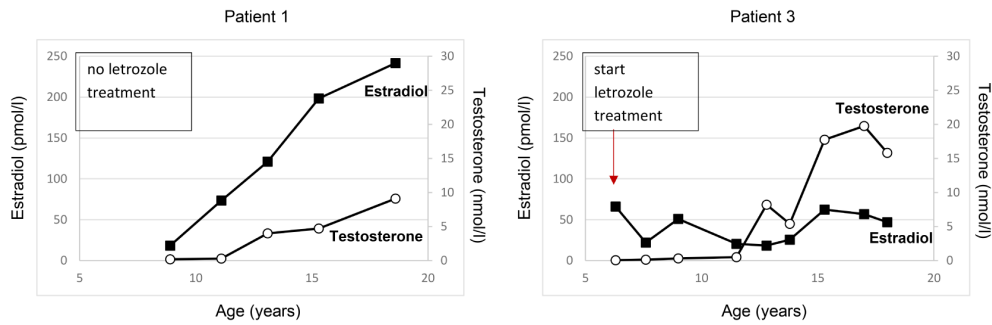 Patient 1
Estradiol (pmol/l)
250
200
150
100
50
0
no letrozole
treatment
Estradiol
Testosterone
30
25
20
15
10
5
0
Testosterone (nmol/l)
5
10
15
20
Age (years)
Patient 3
Estradiol (pmol/l)
250
200
150
100
50
0
start
letrozole
treatment
Testosterone
Estradiol
30
25
20
15
10
5
0
Testosterone (nmol/l)
5
10
15
20
Age (years)